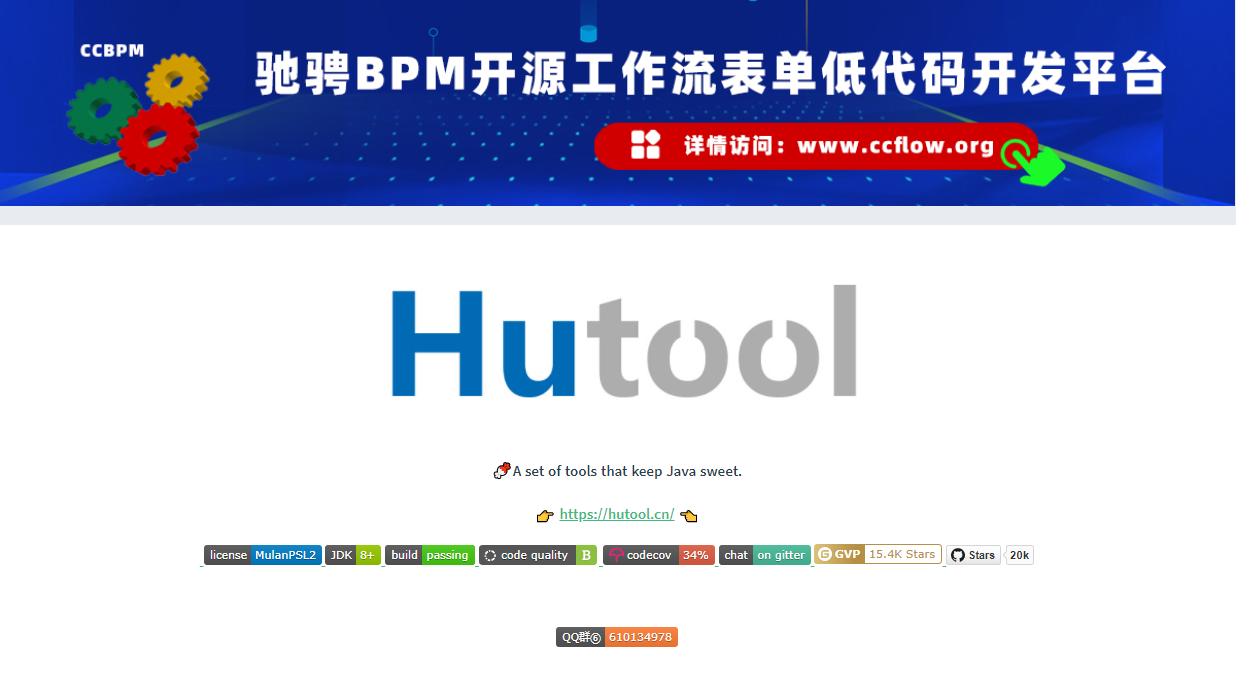 CCBPM
驰骋BPM开源工作流表单低代码开发平台
详情访问：www.ccflow.org
Hutool
A set of tools that keep Java sweet.
https://hutool.cn/
license MulanPSL2 JDK 8+ build passing code quality B codecov 34% chat on gitter GVP 15.4K Stars Stars 20k
QQ群⑥ 610134978